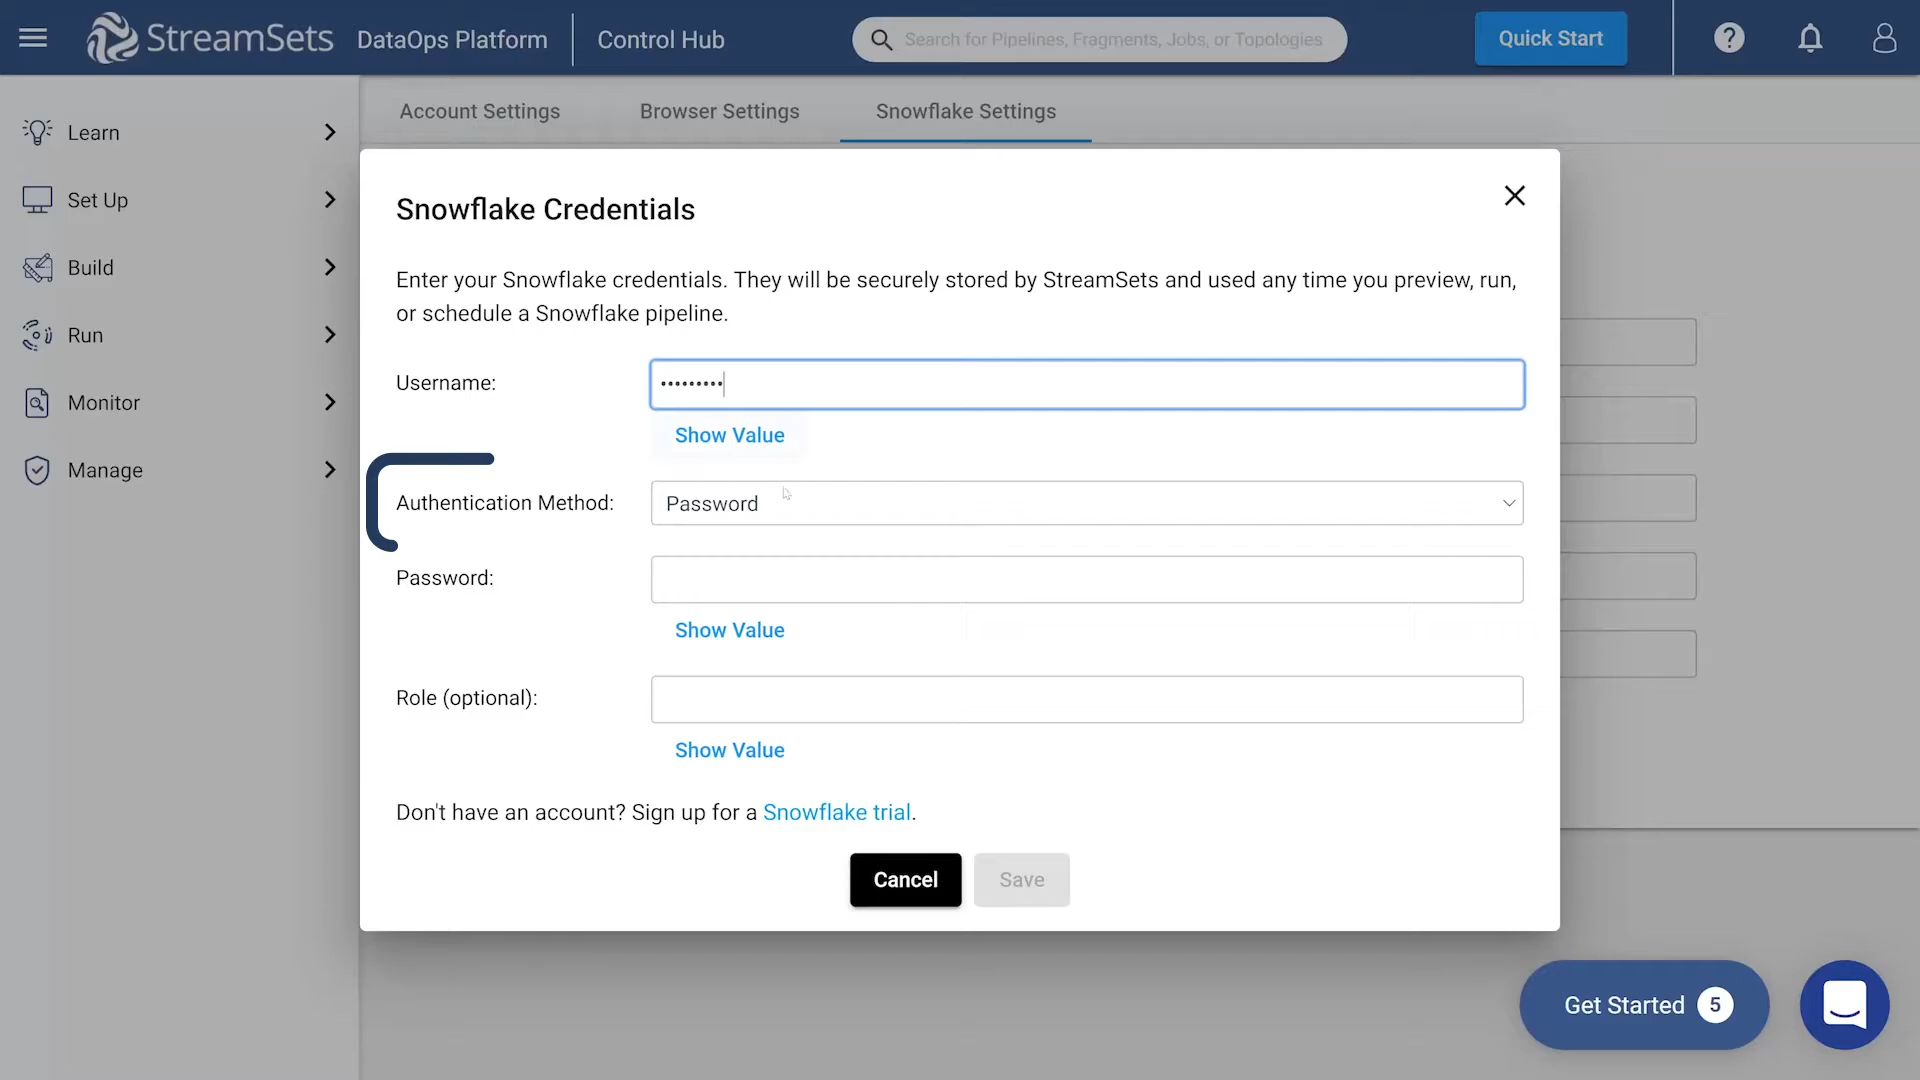 StreamSets DataOps Platform Control Hub
Search for Pipelines, Fragments, Jobs, or Topologies
Quick Start
?
Learn
Set Up
Build
Run
Monitor
Manage
Account Settings
Browser Settings
Snowflake Settings
Snowflake Credentials
Enter your Snowflake credentials. They will be securely stored by StreamSets and used any time you preview, run,
or schedule a Snowflake pipeline.
Username:
•••••••••
Show Value
Authentication Method:
Password
Password:
Show Value
Role (optional):
Show Value
Don't have an account? Sign up for a Snowflake trial.
Cancel
Save
Get Started 5